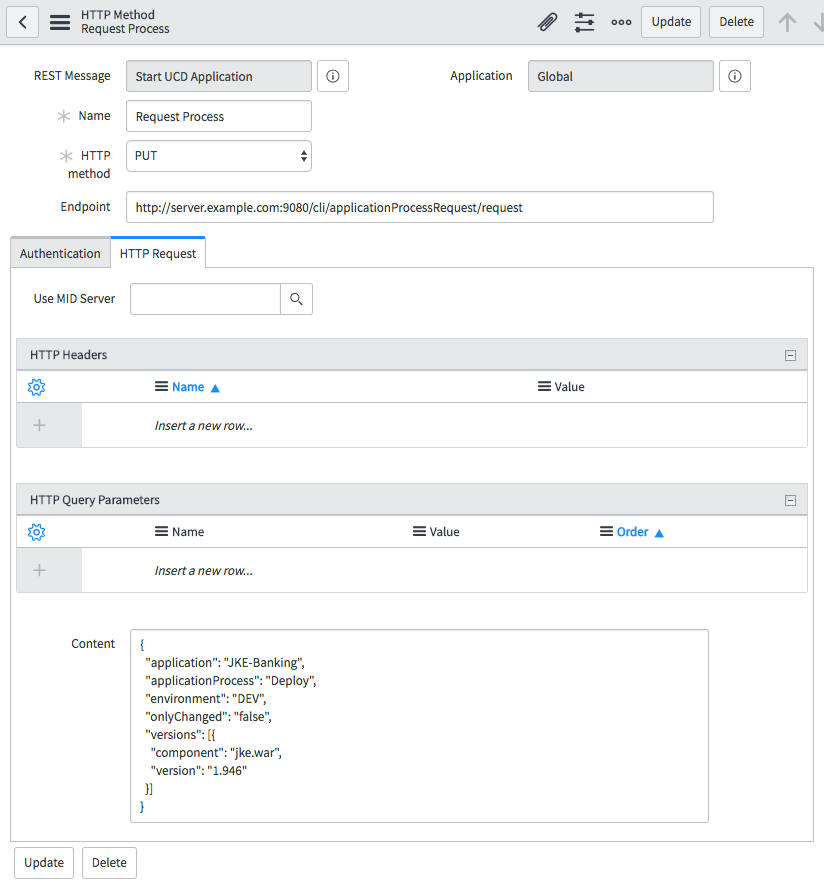 HTTP Method
Request Process
Update
Delete
REST Message
Start UCD Application
Application
Global
Name
Request Process
HTTP method
PUT
Endpoint
http://server.example.com:9080/cli/applicationProcessRequest/request
Authentication
HTTP Request
Use MID Server
HTTP Headers
Name
Value
Insert a new row...
HTTP Query Parameters
Name
Value
Order
Insert a new row...
Content
{
"application": "JKE-Banking",
"applicationProcess": "Deploy",
"environment": "DEV",
"onlyChanged": "false",
"versions": [{
"component": "jke.war",
"version": "1.946"
}]
}
Update
Delete